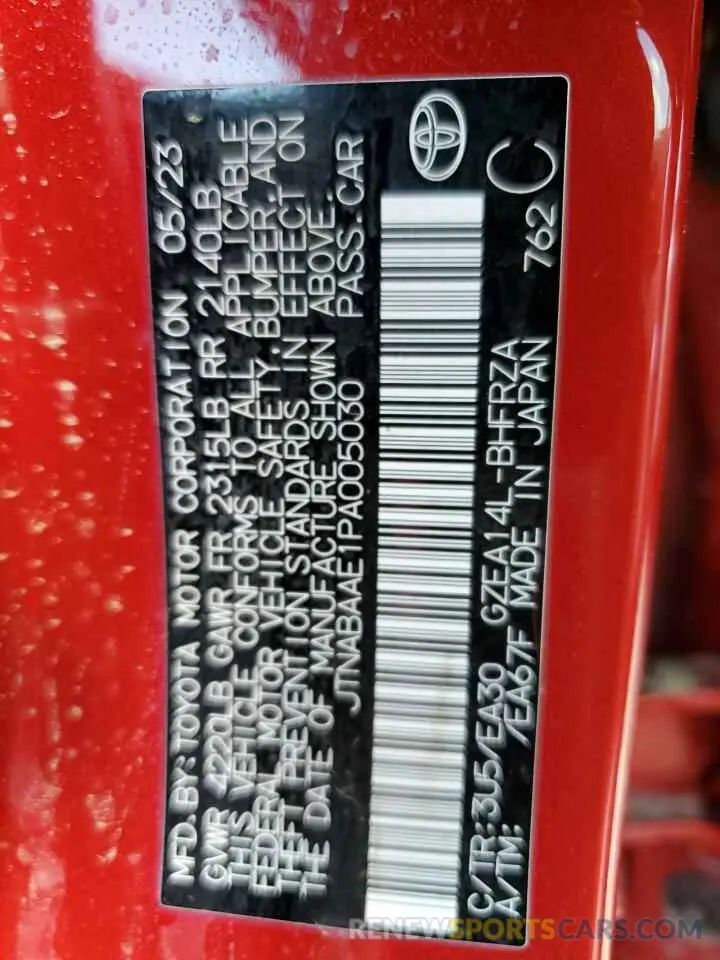 MFD.BY:TOYOTA MOTOR CORPORATION 05/23
GVWR 4220LB GAWR FR 2315LB RR 2140LB
THIS VEHICLE CONFORMS TO ALL APPLICABLE
FEDERAL MOTOR VEHICLE SAFETY, BUMPER, AND
THEFT PREVENTION STANDARDS IN EFFECT ON
THE DATE OF MANUFACTURE SHOWN ABOVE.
JTNABAAE1PA005030 PASS.CAR
C/TR:3U5/EA30 GZEA14L-BHFRZA
A/TM: /EA67F MADE IN JAPAN 762 C
RENEWSPORTSCARS.COM